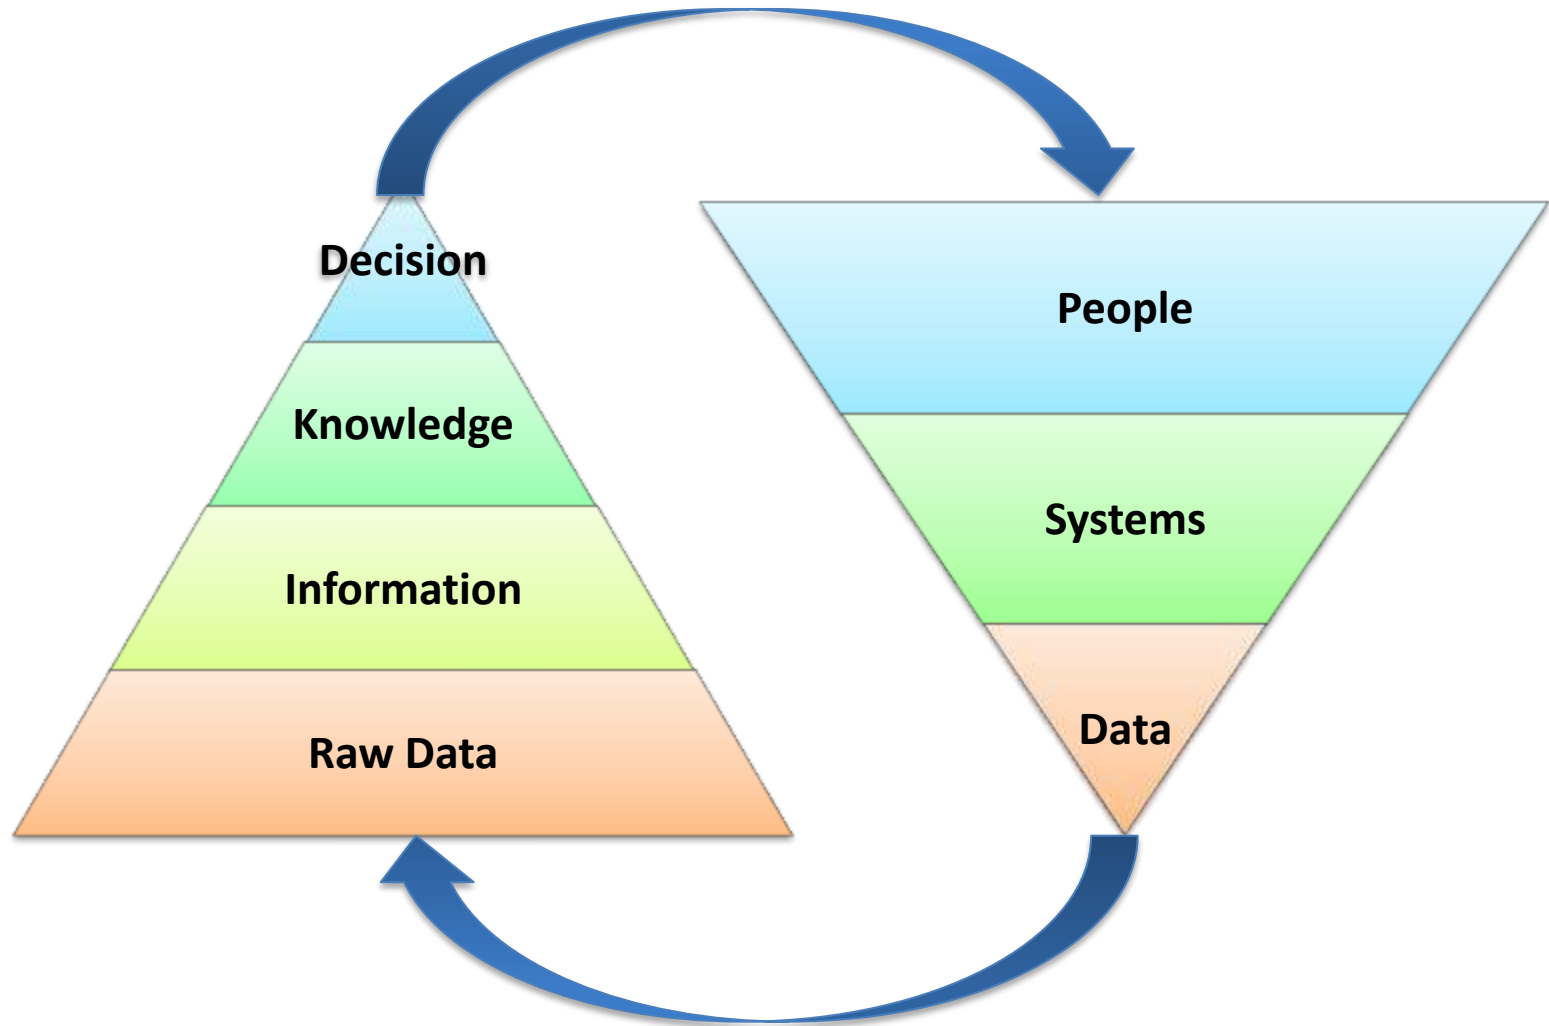 Decision
Knowledge
Information
Raw Data
People
Systems
Data